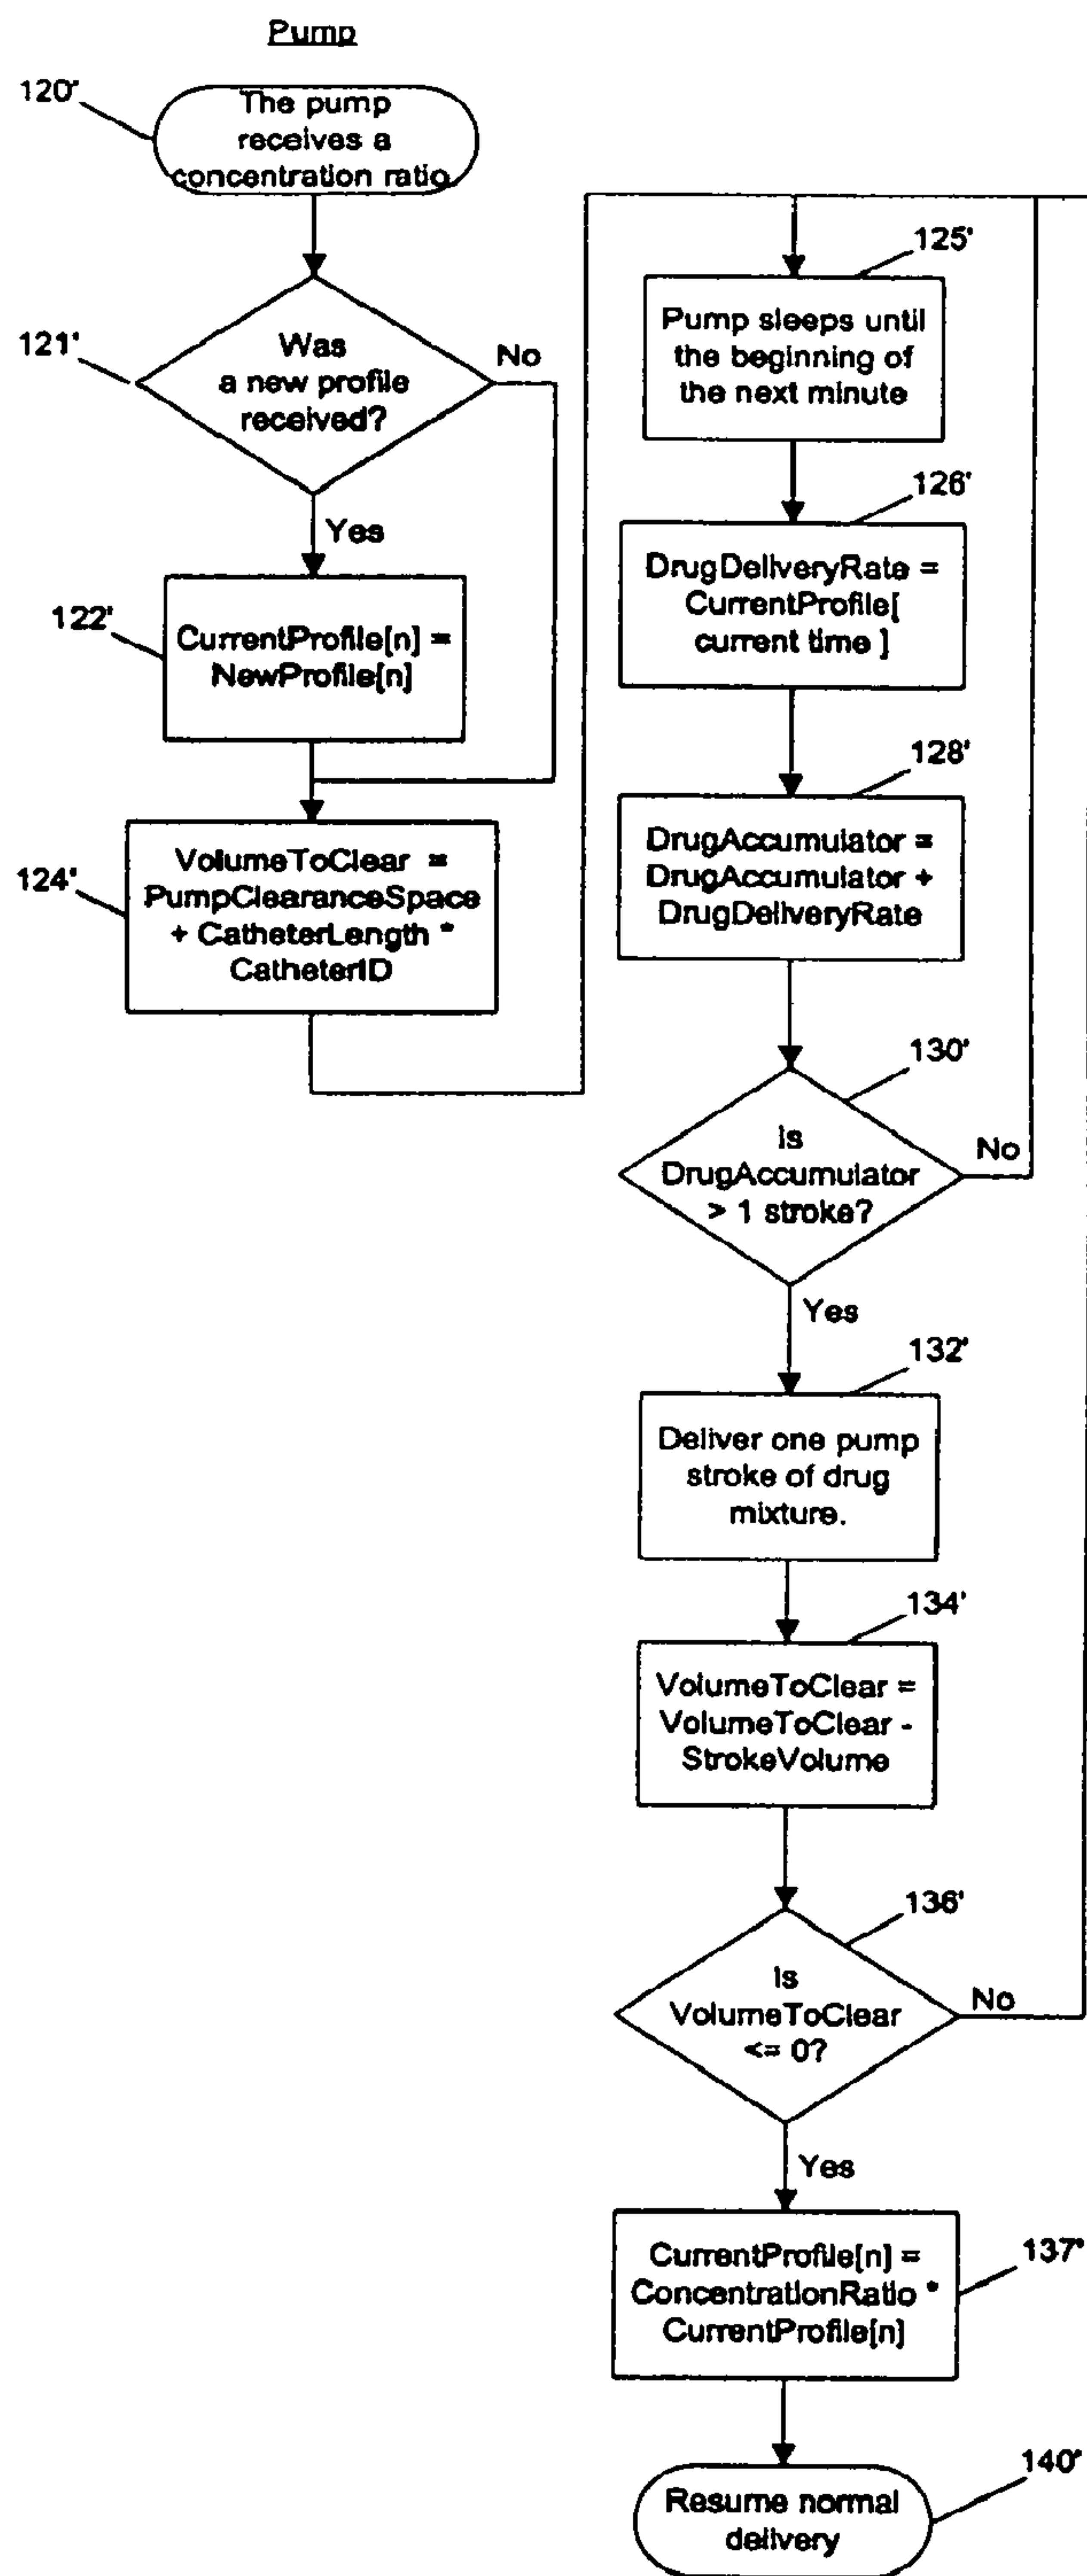 Pump
120'
The pump
receives a
concentration ratio.
121'
Was
a new profile
received?
No
Yes
122'
CurrentProfile[n] =
NewProfile[n]
124'
VolumeToClear =
PumpClearanceSpace
+ CatheterLength *
CatheterID
125'
Pump sleeps until
the beginning of
the next minute
126'
DrugDeliveryRate =
CurrentProfile[
current time ]
128'
DrugAccumulator =
DrugAccumulator +
DrugDeliveryRate
130'
Is
DrugAccumulator
> 1 stroke?
No
Yes
132'
Deliver one pump
stroke of drug
mixture.
134'
VolumeToClear =
VolumeToClear -
StrokeVolume
136'
Is
VolumeToClear
<= 0?
No
Yes
137'
CurrentProfile[n] =
ConcentrationRatio *
CurrentProfile[n]
140'
Resume normal
delivery